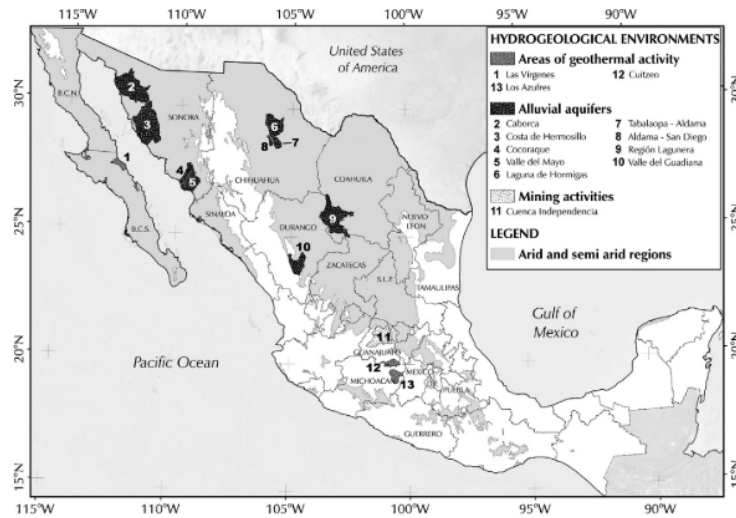 115°W 110°W 105°W 100°W 95°W 90°W
United States
of America
HYDROGEOLOGICAL ENVIRONMENTS
Areas of geothermal activity
1 Las Vírgenes 12 Cuitzeo
13 Los Azufres
Alluvial aquifers
2 Caborca 7 Tabalaopa - Aldama
3 Costa de Hermosillo 8 Aldama - San Diego
4 Cocoraque 9 Región Lagunera
5 Valle del Mayo 10 Valle del Guadiana
6 Laguna de Hormigas
Mining activities
11 Cuenca Independencia
LEGEND
Arid and semi arid regions
30°N 30°N
B.C.N.
2
3
SONORA
6
8 7
1
4
5
CHIHUAHUA
COAHUILA
B.C.S.
SINALOA
25°N 25°N
DURANGO
9
NUEVO
LEON
10
ZACATECAS
S.L.P.
TAMAULIPAS
Gulf of
Mexico
Pacific Ocean
20°N 20°N
11
GUANAJUATO
12
MEXICO
MICHOACAN
13
PUEBLA
GUERRERO
15°N 15°N
115°W 110°W 105°W 100°W 95°W 90°W